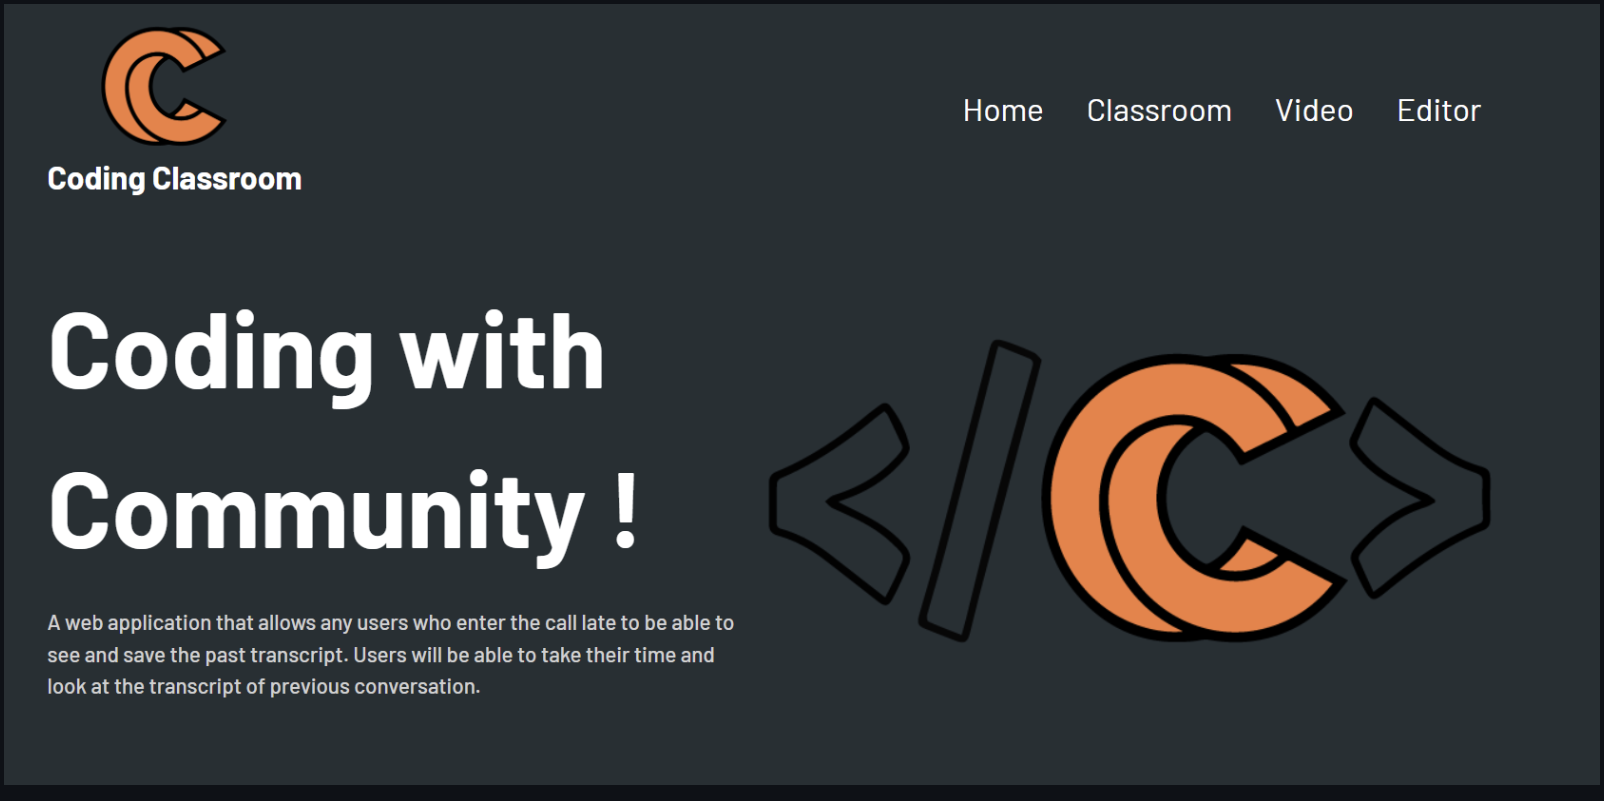 Coding Classroom
Home Classroom Video Editor
Coding with
Community !
A web application that allows any users who enter the call late to be able to
see and save the past transcript. Users will be able to take their time and
look at the transcript of previous conversation.